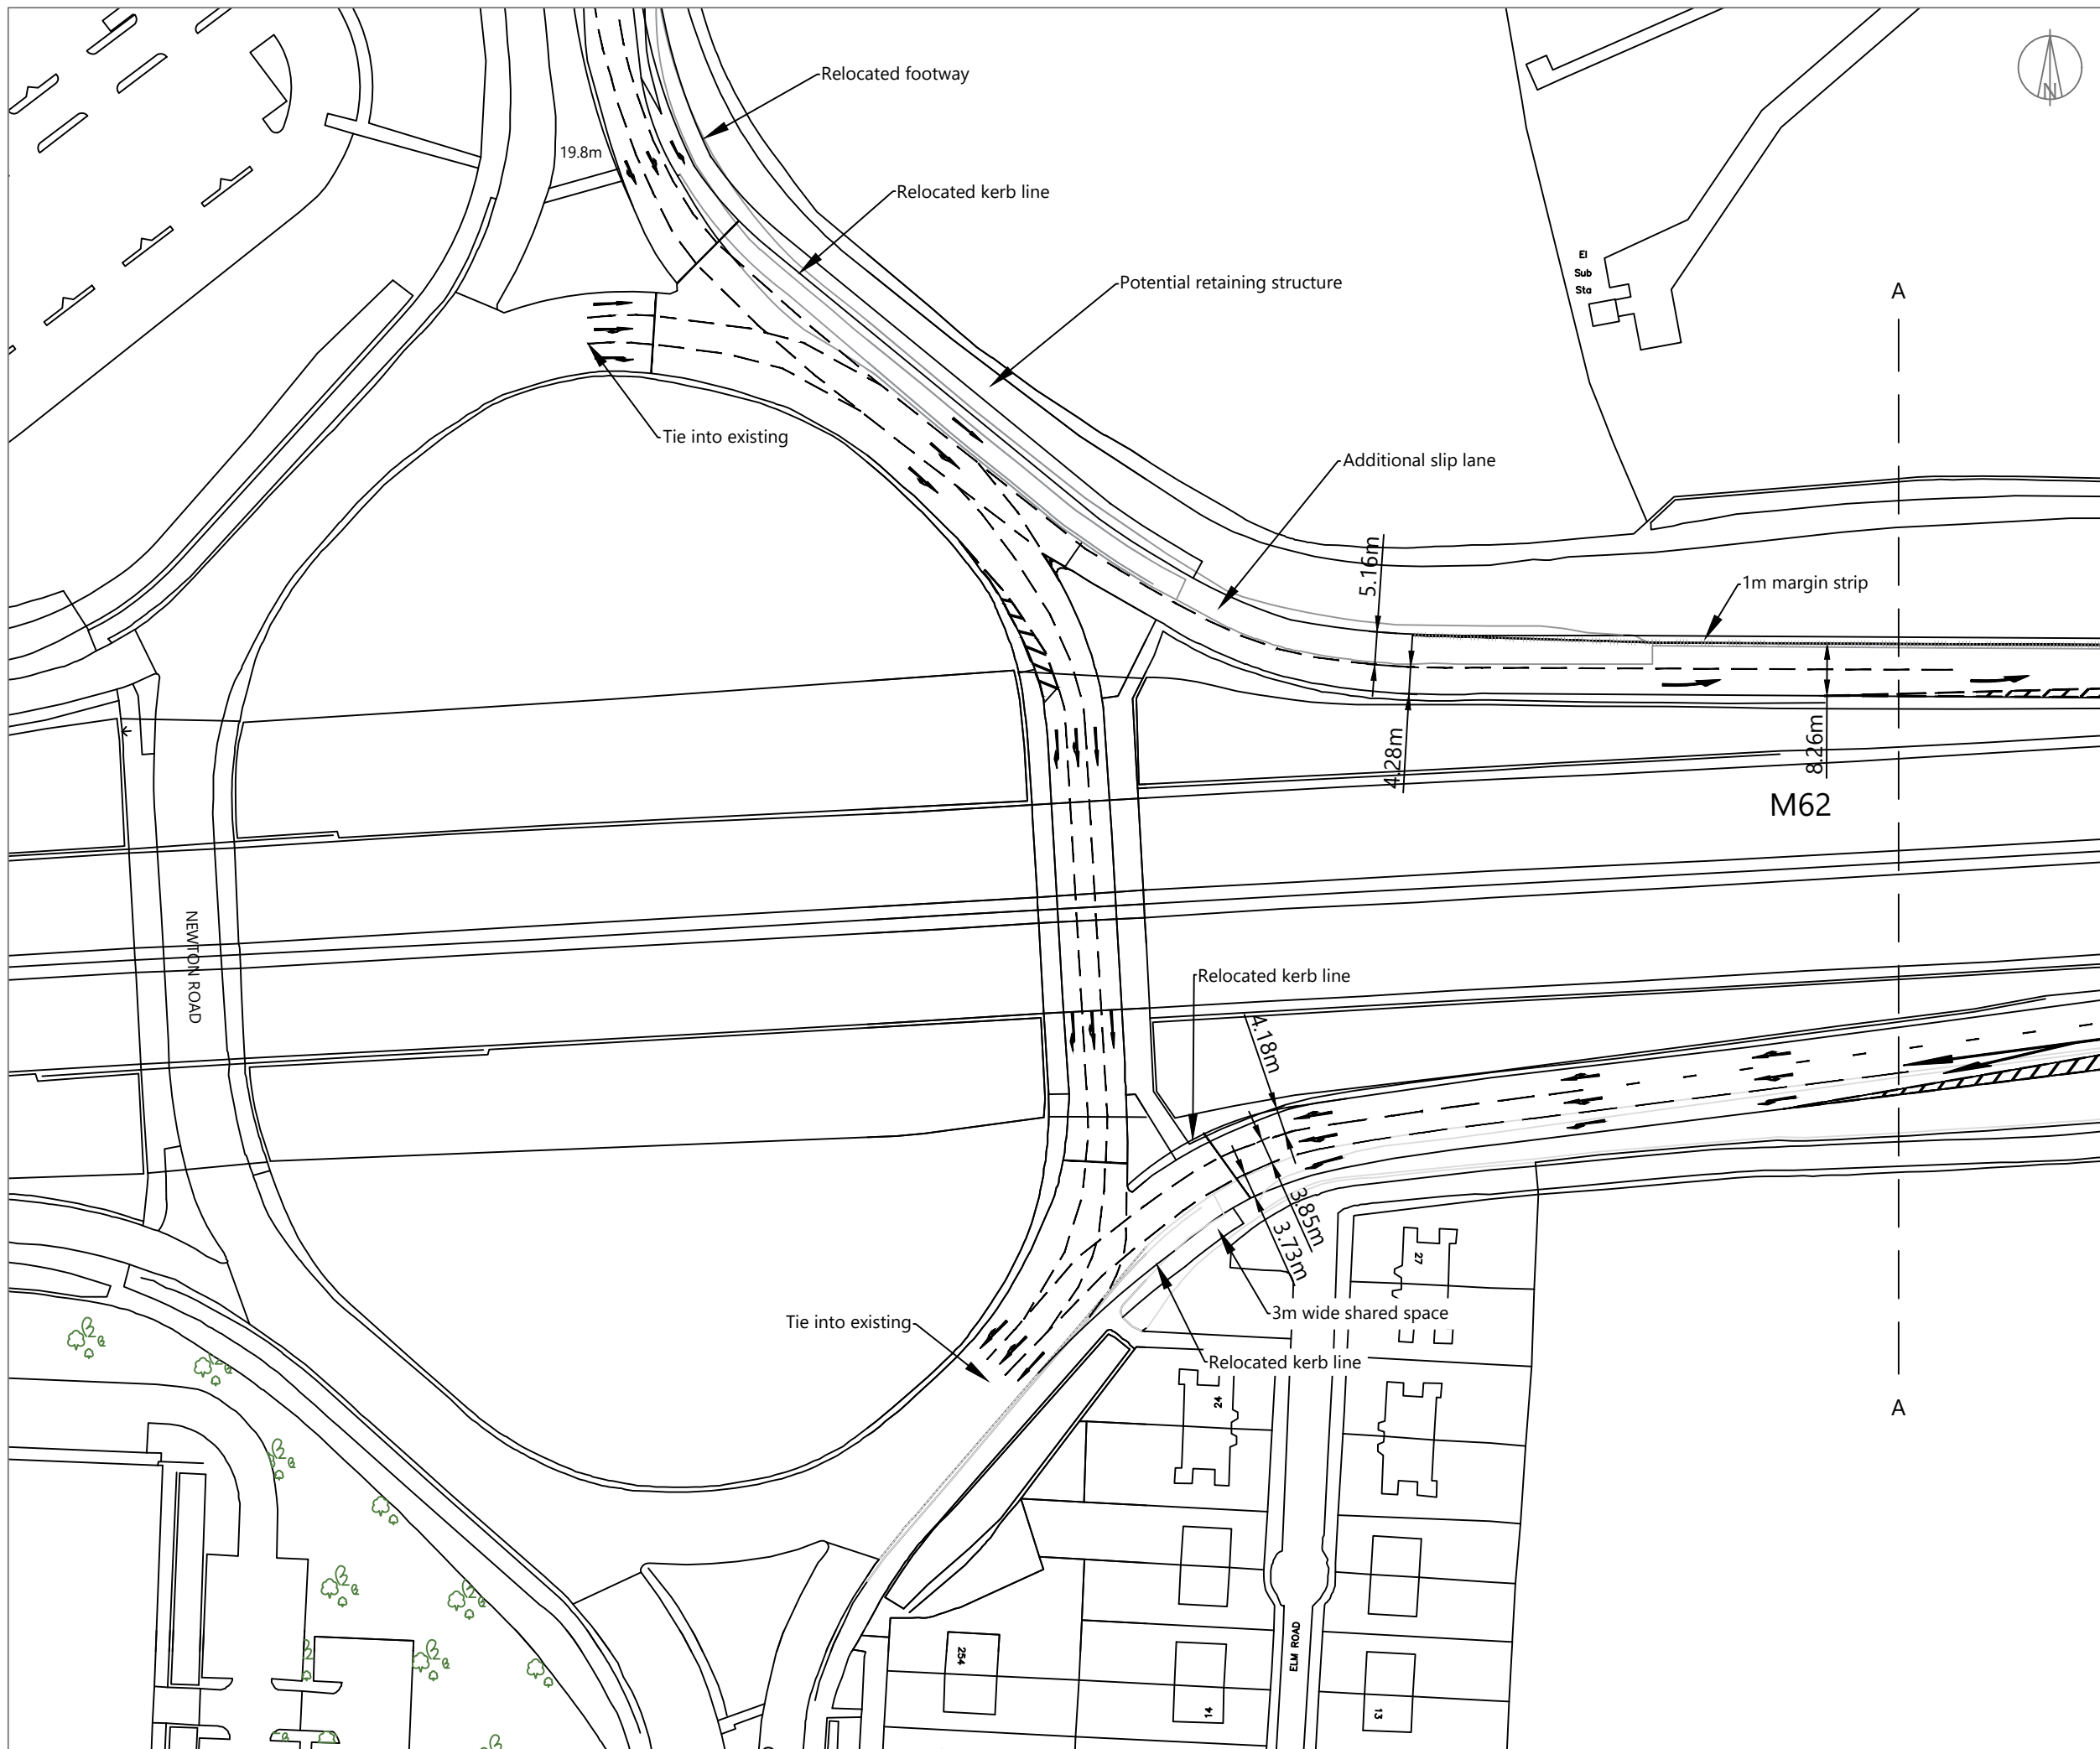 Relocated footway
N
19.8m
Relocated kerb line
El
Sub
Sta
Potential retaining structure
A
Tie into existing
Additional slip lane
5.16m
1m margin strip
4.28m
8.26m
M62
NEWTON ROAD
Relocated kerb line
4.18m
3.85m
3.73m
27
3m wide shared space
Tie into existing
Relocated kerb line
24
A
ELM ROAD
254
14
13